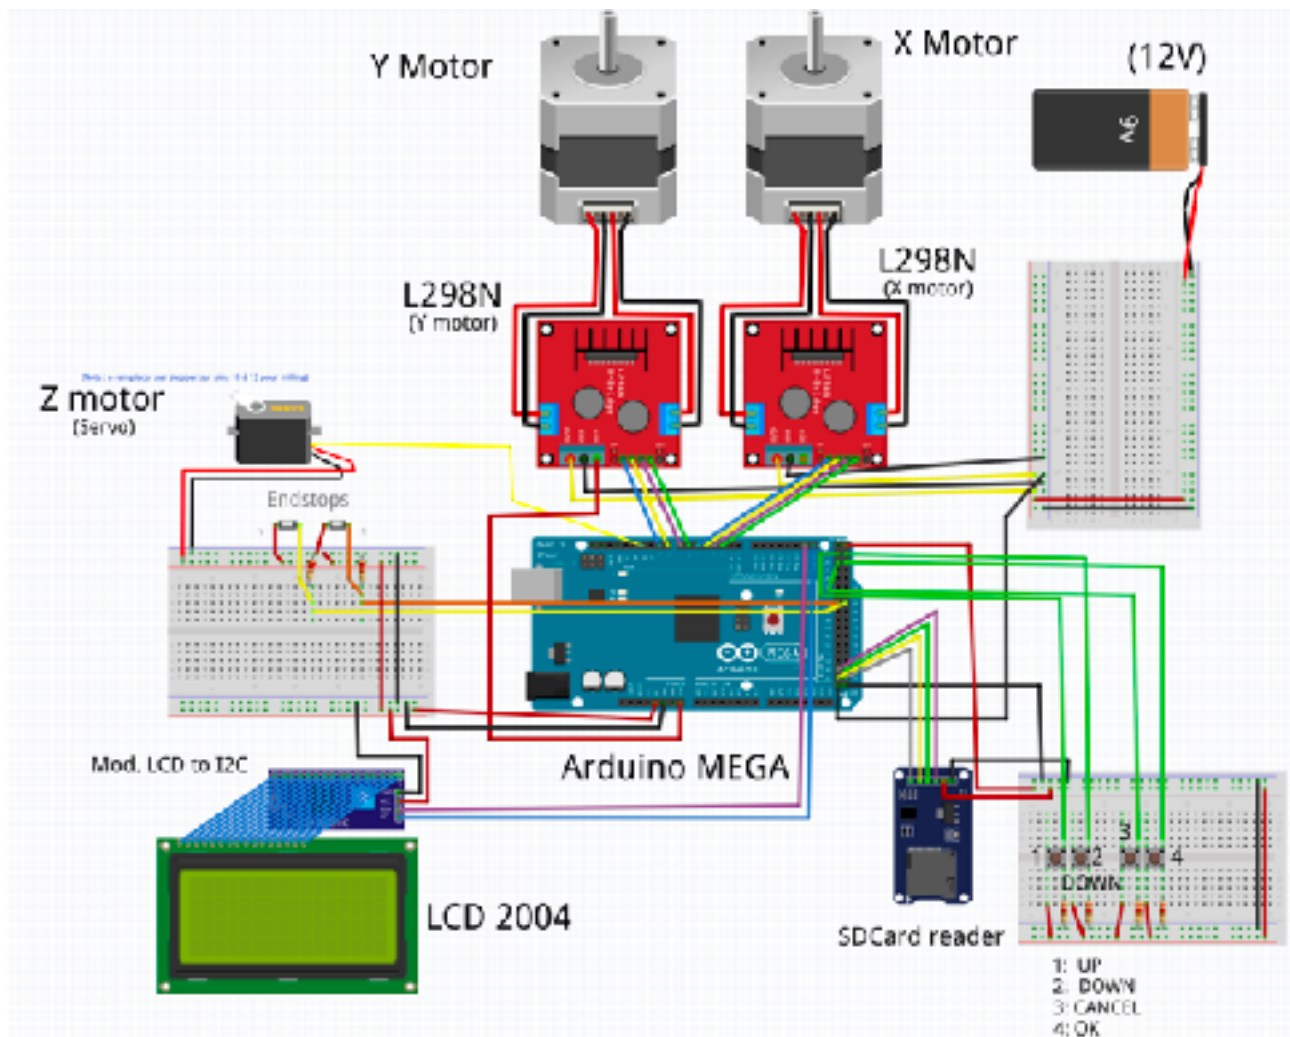 Y Motor
X Motor
(12V)
9V
L298N
(X motor)
L298N
(Y motor)
Z motor
(Servo)
Endstops
Mod. LCD to I2C
Arduino MEGA
LCD 2004
SDCard reader
1
2
3
4
DOWN
1: UP
2: DOWN
3: CANCEL
4: OK